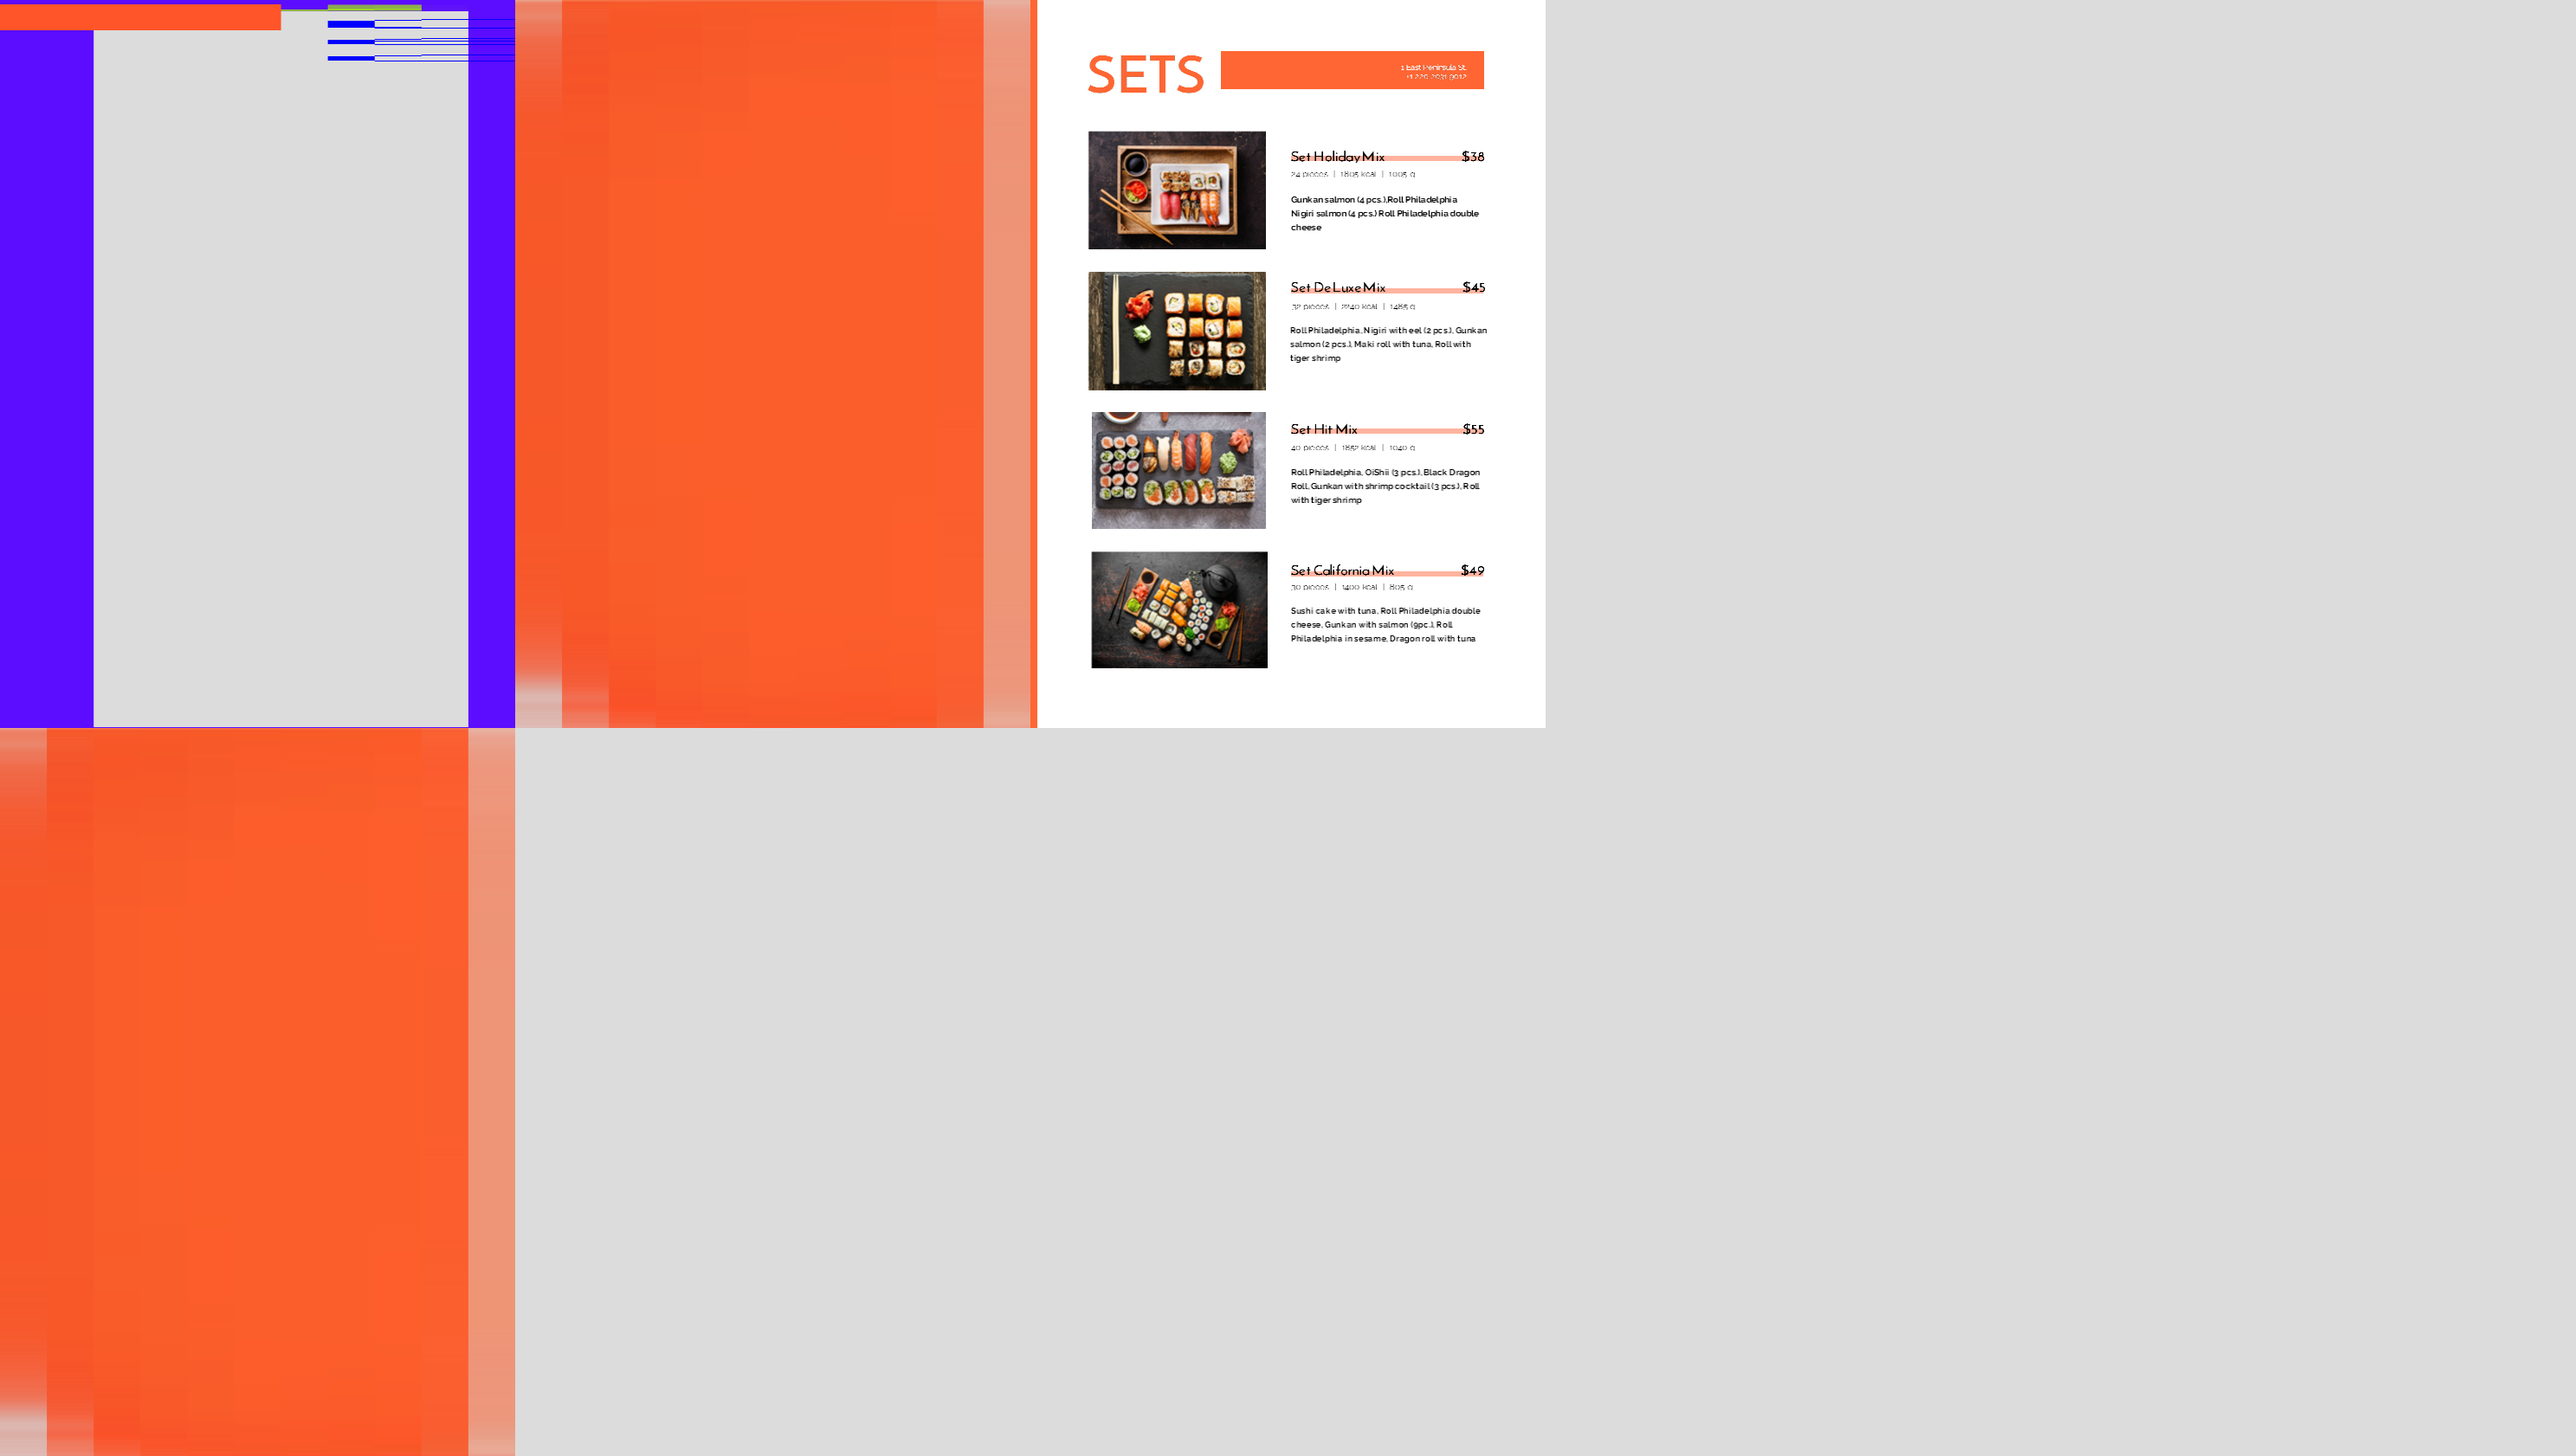 SETS
1 East Peninsula St.
+1 220 2031 9012
Set Holiday Mix $38
24 pieces | 1805 kcal | 1005 g
Gunkan salmon (4 pcs.),Roll Philadelphia
Nigiri salmon (4 pcs.) Roll Philadelphia double
cheese
Set DeLuxe Mix $45
32 pieces | 2240 kcal | 1485 g
Roll Philadelphia, Nigiri with eel (2 pcs.), Gunkan
salmon (2 pcs.), Maki roll with tuna, Roll with
tiger shrimp
Set Hit Mix $55
40 pieces | 1852 kcal | 1040 g
Roll Philadelphia, OiShii (3 pcs.), Black Dragon
Roll, Gunkan with shrimp cocktail (3 pcs.), Roll
with tiger shrimp
Set California Mix $49
30 pieces | 1400 kcal | 805 g
Sushi cake with tuna, Roll Philadelphia double
cheese, Gunkan with salmon (9pc.), Roll
Philadelphia in sesame, Dragon roll with tuna